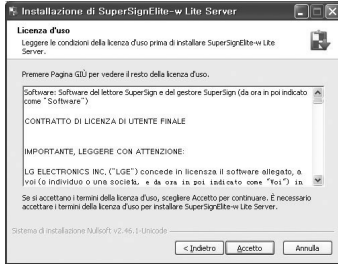 Installazione di SuperSignElite-w Lite Server
Licenza d'uso
Leggere le condizioni della licenza d'uso prima di installare SuperSignElite-w Lite
Server.
Premere Pagina GIÙ per vedere il resto della licenza d'uso.
Software: Software del lettore SuperSign e del gestore SuperSign (da ora in poi indicato
come "Software")
CONTRATTO DI LICENZA DI UTENTE FINALE
IMPORTANTE, LEGGERE CON ATTENZIONE:
LG ELECTRONICS INC, ("LGE") concede in licenza il software allegato, a
voi (o individuo o una società, e da ora in poi indicato come "Voi") in
Se si accettano i termini della licenza d'uso, scegliere Accetto per continuare. È necessario
accettare i termini della licenza d'uso per installare SuperSignElite-w Lite Server.
Sistema di installazione Nullsoft v2.46.1-Unicode
< Indietro Accetto Annulla